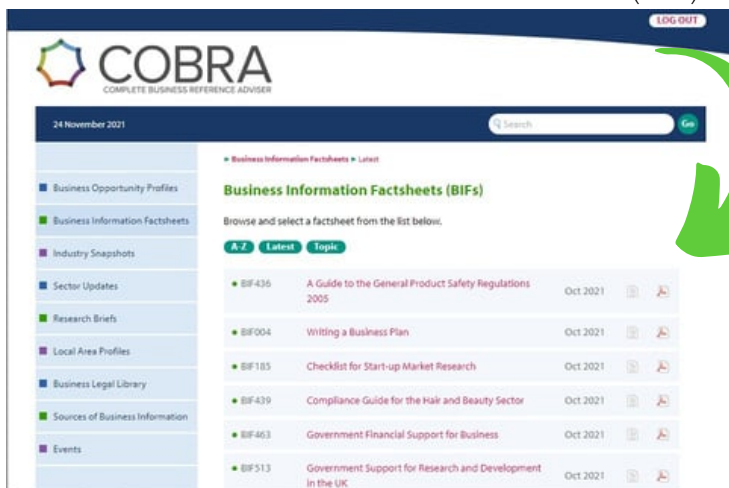 LOG OUT
COBRA
COMPLETE BUSINESS REFERENCE ADVISER
24 November 2021
Search
Go
Business Information Factsheets Latest
Business Opportunity Profiles
Business Information Factsheets
Industry Snapshots
Sector Updates
Research Briefs
Local Area Profiles
Business Legal Library
Sources of Business Information
Events
Business Information Factsheets (BIFs)
Browse and select a factsheet from the list below.
A-Z Latest Topic
BIF436 A Guide to the General Product Safety Regulations Oct 2021
2005
BIF004 Writing a Business Plan Oct 2021
BIF185 Checklist for Start-up Market Research Oct 2021
BIF439 Compliance Guide for the Hair and Beauty Sector Oct 2021
BIF463 Government Financial Support for Business Oct 2021
BIF513 Government Support for Research and Development Oct 2021
in the UK